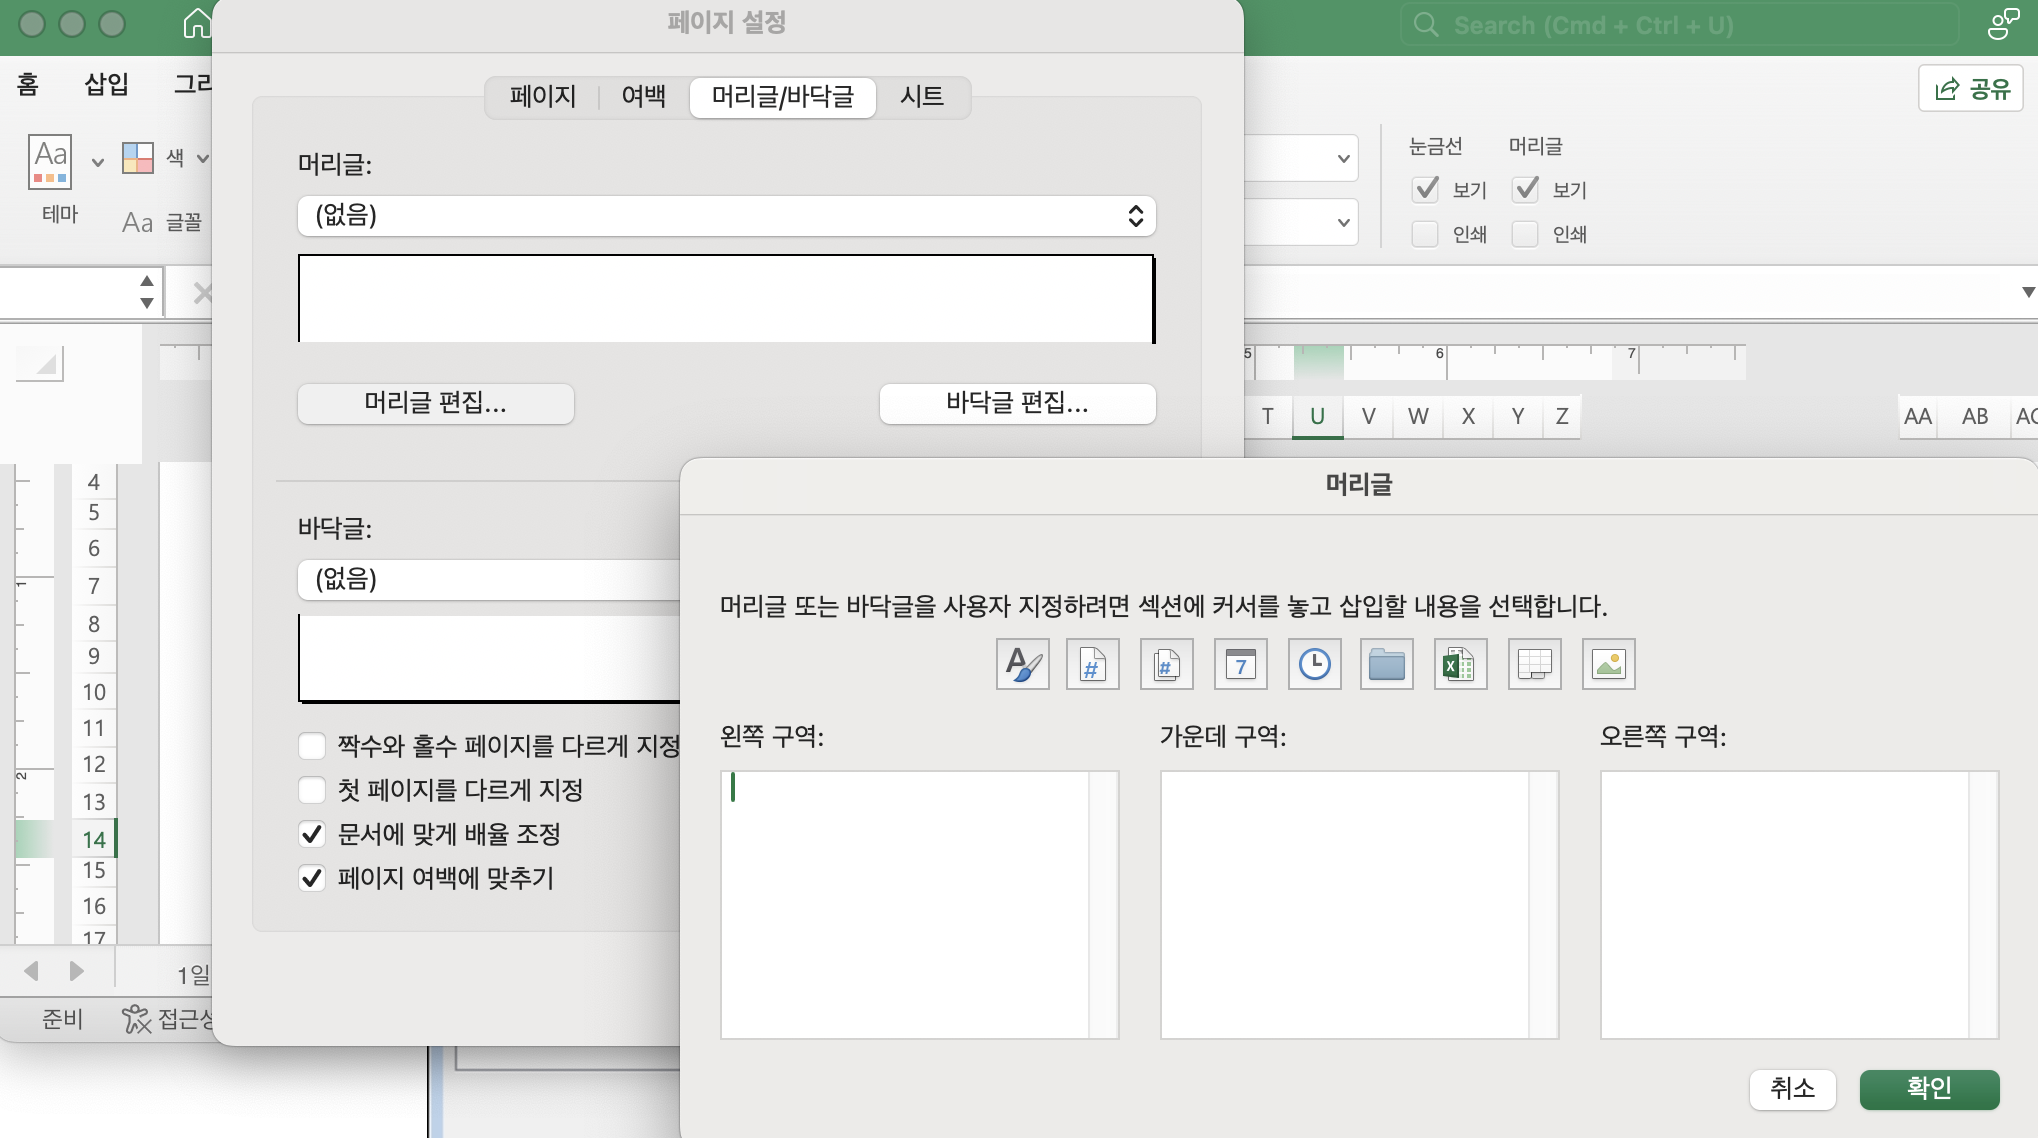 페이지 설정
Search (Cmd + Ctrl + U)
홈 삽입 그리
공유
페이지 여백 머리글/바닥글 시트
Aa
테마
색
Aa 글꼴
머리글:
(없음)
눈금선 머리글
보기 보기
인쇄 인쇄
머리글 편집...
바닥글 편집...
5 6 7
T U V W X Y Z AA AB AC
4
5
6
7
8
9
10
11
12
13
14
15
16
17
1
2
바닥글:
(없음)
짝수와 홀수 페이지를 다르게 지정
첫 페이지를 다르게 지정
문서에 맞게 배율 조정
페이지 여백에 맞추기
1일
준비 접근성
머리글
머리글 또는 바닥글을 사용자 지정하려면 섹션에 커서를 놓고 삽입할 내용을 선택합니다.
A # # 7 X
왼쪽 구역: 가운데 구역: 오른쪽 구역:
취소 확인